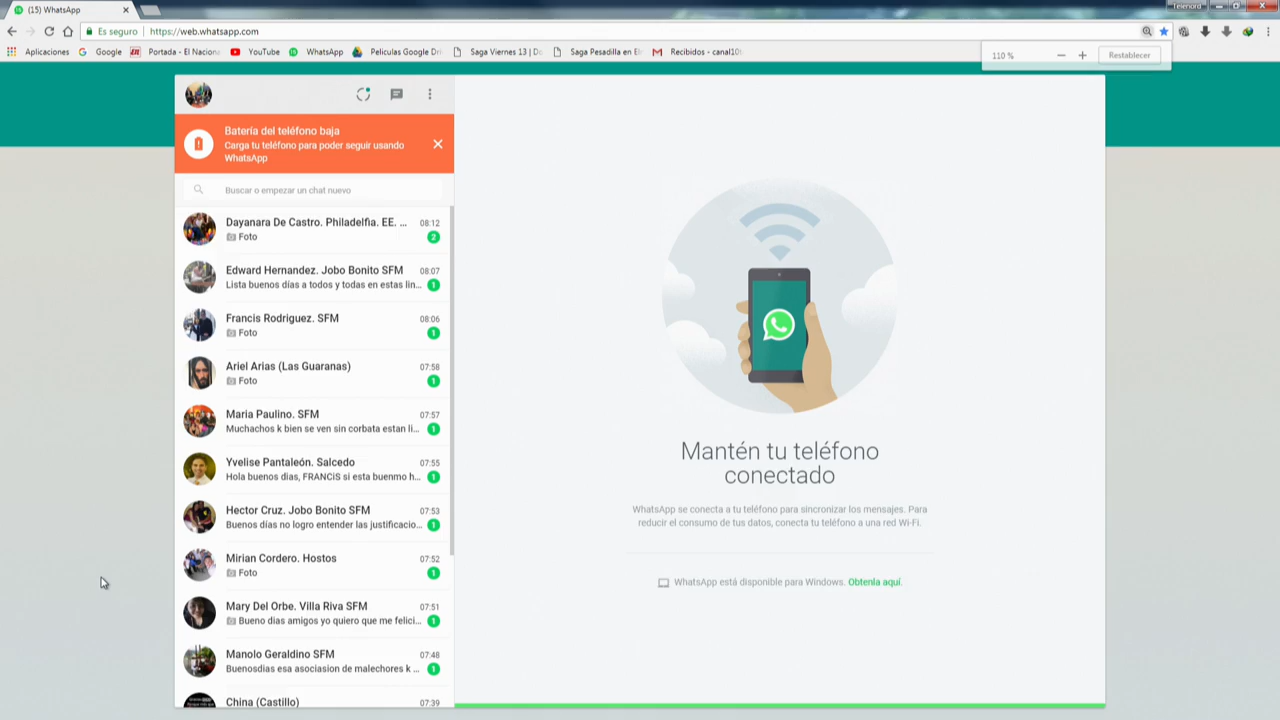 (15) WhatsApp
Telenord
Es seguro
https://web.whatsapp.com
Aplicaciones
Google
Portada - El Naciona
YouTube
WhatsApp
Peliculas Google Dri
Saga Viernes 13 | Do
Saga Pesadilla en El
Recibidos - canal10t
110 %
Restablecer
Batería del teléfono baja
Carga tu teléfono para poder seguir usando
WhatsApp
Buscar o empezar un chat nuevo
Dayanara De Castro. Philadelfia. EE. ...
08:12
Foto
2
Edward Hernandez. Jobo Bonito SFM
08:07
Lista buenos días a todos y todas en estas lin...
1
Francis Rodriguez. SFM
08:06
Foto
1
Ariel Arias (Las Guaranas)
07:58
Foto
1
Maria Paulino. SFM
07:57
Muchachos k bien se ven sin corbata estan li...
1
Yvelise Pantaleón. Salcedo
07:55
Hola buenos dias, FRANCiS si esta buenmo h...
1
Hector Cruz. Jobo Bonito SFM
07:53
Buenos días no logro entender las justificacio...
1
Mirian Cordero. Hostos
07:52
Foto
1
Mary Del Orbe. Villa Riva SFM
07:51
Bueno dias amigos yo quiero que me felici...
1
Manolo Geraldino SFM
07:48
Buenosdias esa asociasion de malechores k ...
1
China (Castillo)
07:39
Mantén tu teléfono
conectado
WhatsApp se conecta a tu teléfono para sincronizar los mensajes. Para
reducir el consumo de tus datos, conecta tu teléfono a una red Wi-Fi.
WhatsApp está disponible para Windows. Obtenla aquí.